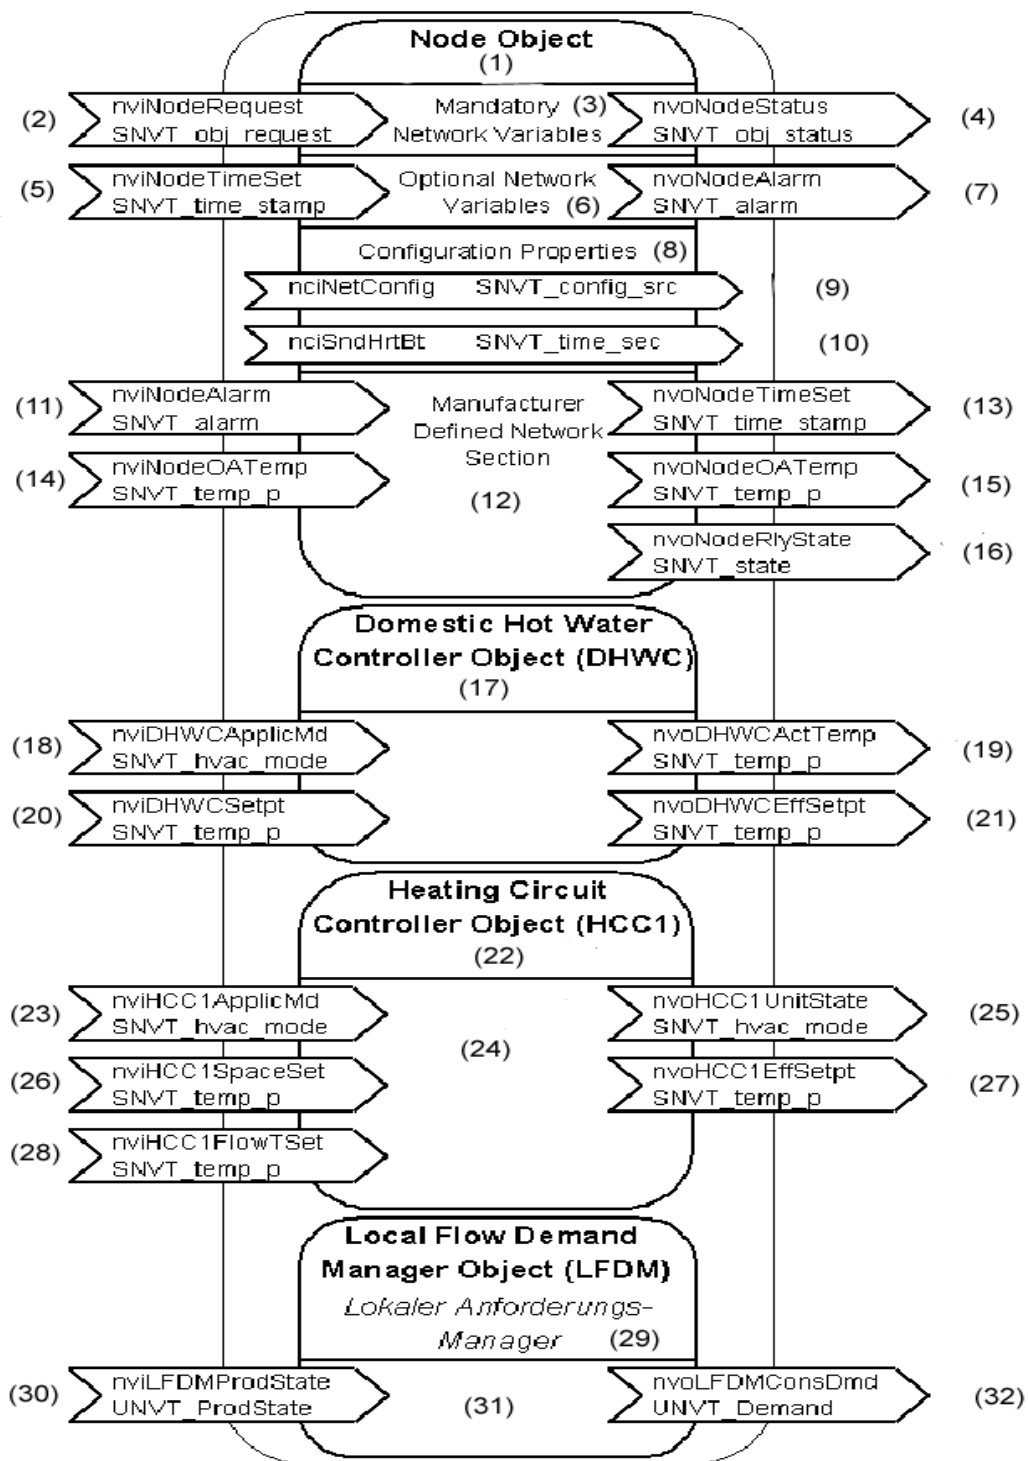 Node Object
(1)
(2)
nviNodeRequest
SNVT_obj_request
Mandatory (3)
Network Variables
nvoNodeStatus
SNVT_obj_status
(4)
(5)
nviNodeTimeSet
SNVT_time_stamp
Optional Network
Variables (6)
nvoNodeAlarm
SNVT_alarm
(7)
Configuration Properties (8)
nciNetConfig SNVT_config_src
(9)
nciSndHrtBt SNVT_time_sec
(10)
(11)
nviNodeAlarm
SNVT_alarm
Manufacturer
Defined Network
Section
(12)
nvoNodeTimeSet
SNVT_time_stamp
(13)
(14)
nviNodeOATemp
SNVT_temp_p
nvoNodeOATemp
SNVT_temp_p
(15)
nvoNodeRlyState
SNVT_state
(16)
Domestic Hot Water
Controller Object (DHWC)
(17)
(18)
nviDHWCApplicMd
SNVT_hvac_mode
nvoDHWCActTemp
SNVT_temp_p
(19)
(20)
nviDHWCSetpt
SNVT_temp_p
nvoDHWCEffSetpt
SNVT_temp_p
(21)
Heating Circuit
Controller Object (HCC1)
(22)
(23)
nviHCC1ApplicMd
SNVT_hvac_mode
(24)
nvoHCC1UnitState
SNVT_hvac_mode
(25)
(26)
nviHCC1SpaceSet
SNVT_temp_p
nvoHCC1EffSetpt
SNVT_temp_p
(27)
(28)
nviHCC1FlowTSet
SNVT_temp_p
Local Flow Demand
Manager Object (LFDM)
Lokaler Anforderungs-
Manager (29)
(30)
nviLFDMProdState
UNVT_ProdState
(31)
nvoLFDMConsDmd
UNVT_Demand
(32)